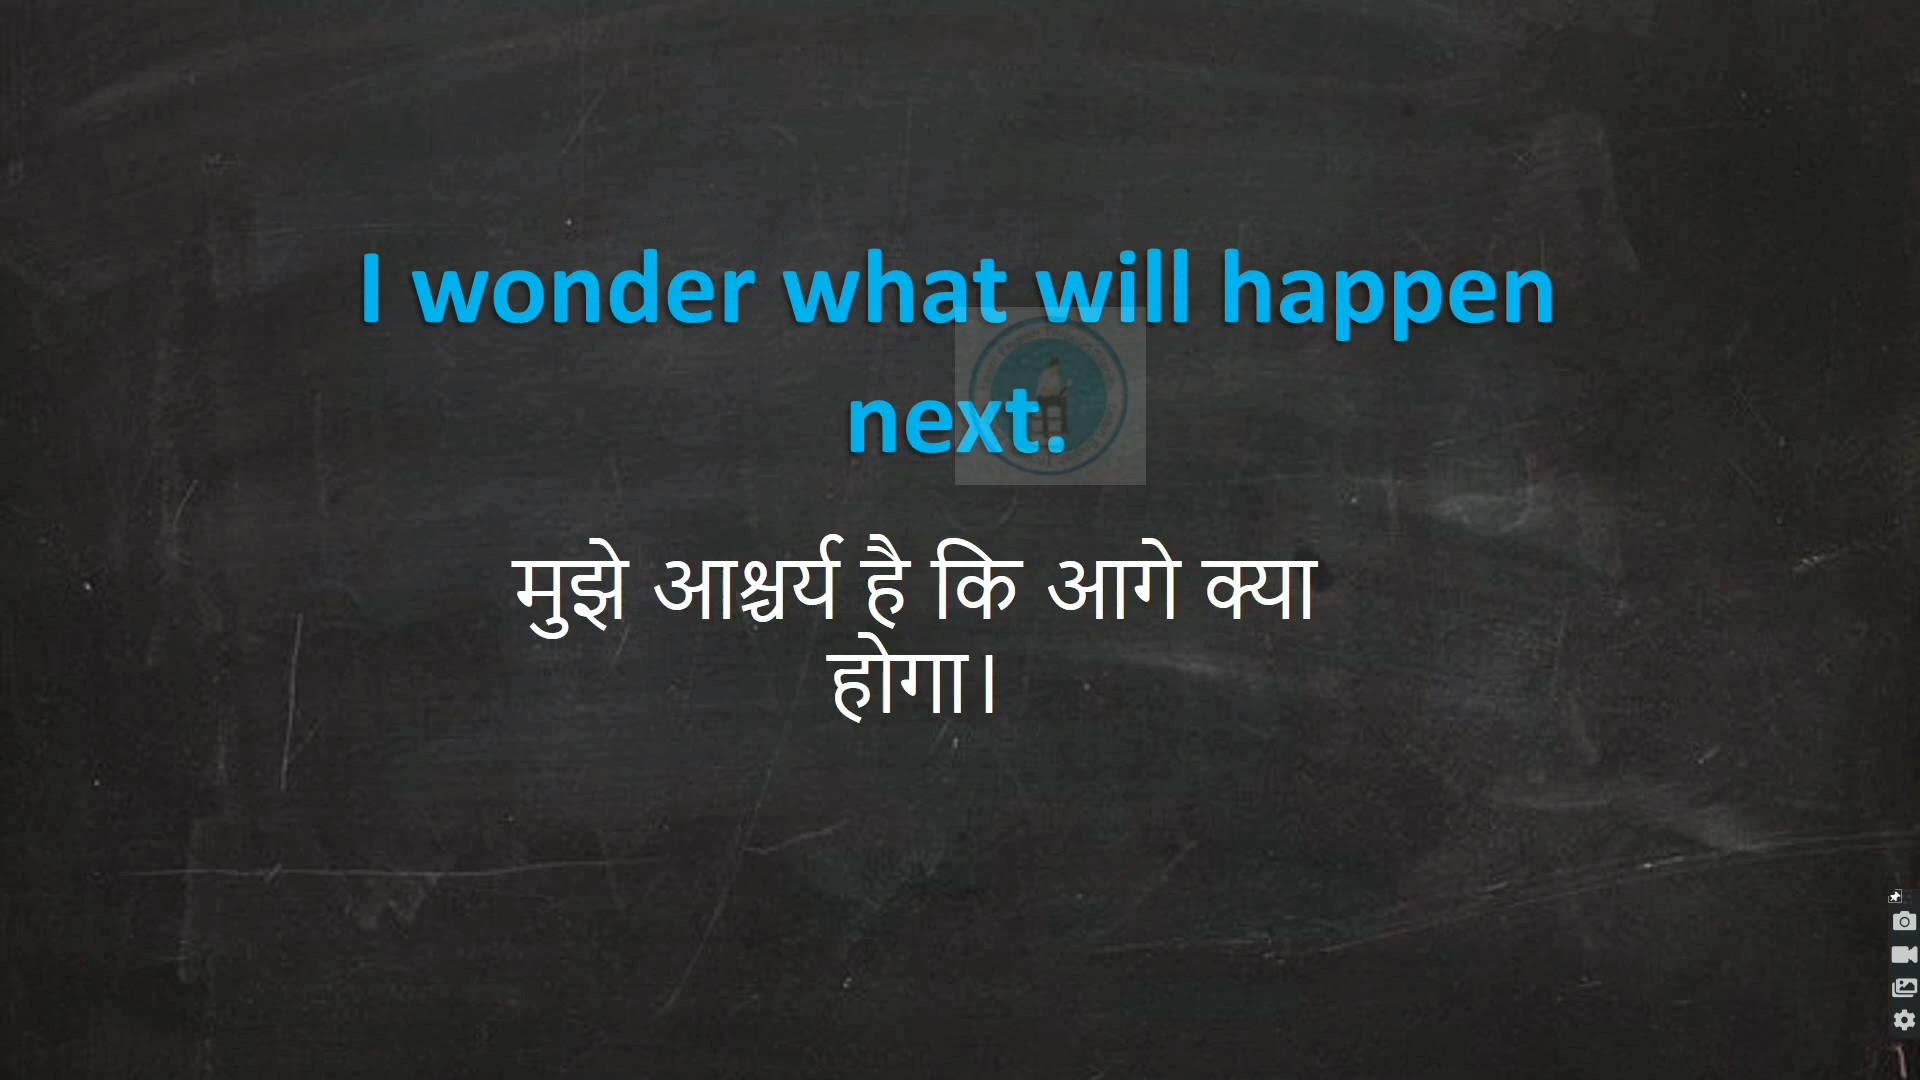 I wonder what will happen
next.
मुझे आश्चर्य है कि आगे क्या
होगा।